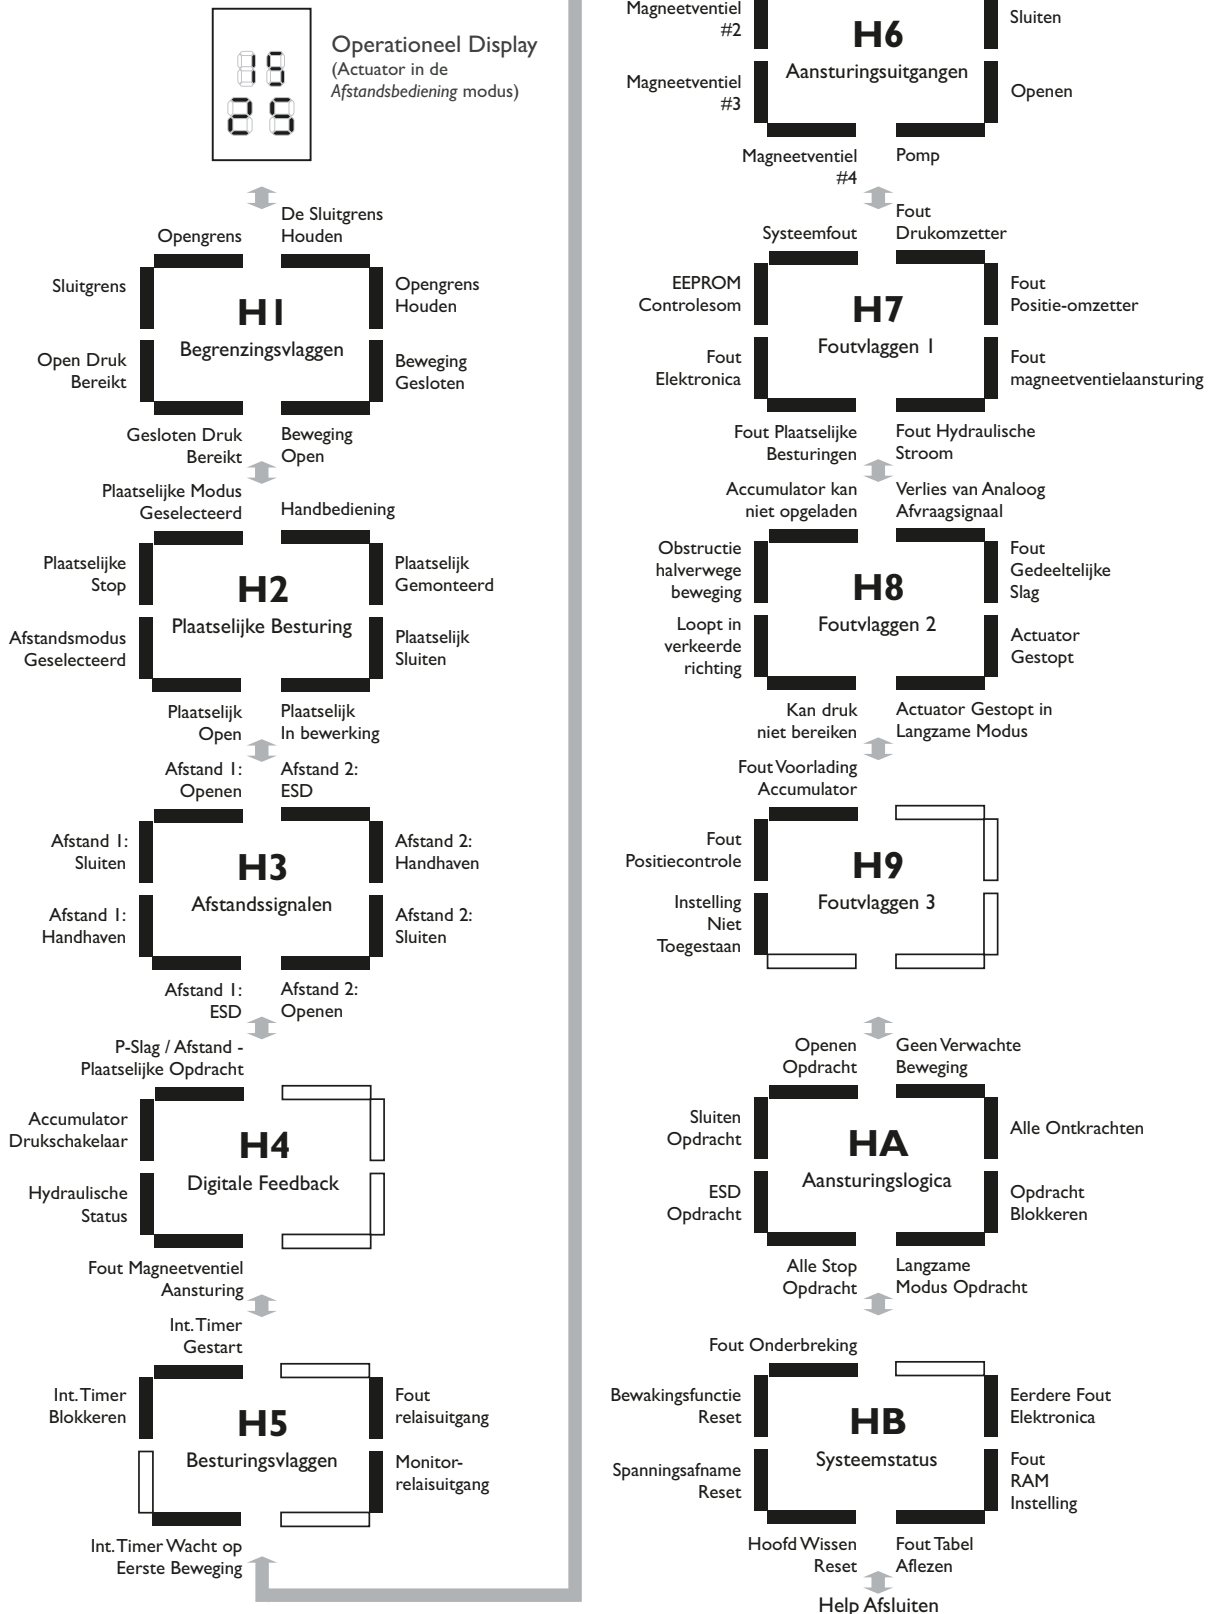 Operationeel Display
(Actuator in de
Afstandsbediening modus)
15
25
De Sluitgrens
Houden
Opengrens
Sluitgrens
Opengrens
Houden
H1
Begrenzingsvlaggen
Open Druk
Bereikt
Beweging
Gesloten
Gesloten Druk
Bereikt
Beweging
Open
Plaatselijke Modus
Geselecteerd
Handbediening
Plaatselijke
Stop
Plaatselijk
Gemonteerd
H2
Plaatselijke Besturing
Afstandsmodus
Geselecteerd
Plaatselijk
Sluiten
Plaatselijk
Open
Plaatselijk
In bewerking
Afstand 1:
Openen
Afstand 2:
ESD
Afstand 1:
Sluiten
Afstand 2:
Handhaven
H3
Afstandssignalen
Afstand 1:
Handhaven
Afstand 2:
Sluiten
Afstand 1:
ESD
Afstand 2:
Openen
P-Slag / Afstand -
Plaatselijke Opdracht
Accumulator
Drukschakelaar
H4
Digitale Feedback
Hydraulische
Status
Fout Magneetventiel
Aansturing
Int. Timer
Gestart
Int. Timer
Blokkeren
Fout
relaisuitgang
H5
Besturingsvlaggen
Monitor-
relaisuitgang
Int. Timer Wacht op
Eerste Beweging
Magneetventiel
#2
Sluiten
H6
Aansturingsuitgangen
Magneetventiel
#3
Openen
Magneetventiel
#4
Pomp
Systeemfout
Fout
Drukomzetter
EEPROM
Controlesom
Fout
Positie-omzetter
H7
Foutvlaggen 1
Fout
Elektronica
Fout
magneetventielaansturing
Fout Plaatselijke
Besturingen
Fout Hydraulische
Stroom
Accumulator kan
niet opgeladen
Verlies van Analoog
Afvraagsignaal
Obstructie
halverwege
beweging
Fout
Gedeeltelijke
Slag
H8
Foutvlaggen 2
Loopt in
verkeerde
richting
Actuator
Gestopt
Kan druk
niet bereiken
Actuator Gestopt in
Langzame Modus
Fout Voorlading
Accumulator
Fout
Positiecontrole
H9
Foutvlaggen 3
Instelling
Niet
Toegestaan
Openen
Opdracht
Geen Verwachte
Beweging
Sluiten
Opdracht
Alle Ontkrachten
HA
Aansturingslogica
ESD
Opdracht
Opdracht
Blokkeren
Alle Stop
Opdracht
Langzame
Modus Opdracht
Fout Onderbreking
Bewakingsfunctie
Reset
Eerdere Fout
Elektronica
HB
Systeemstatus
Spanningsafname
Reset
Fout
RAM
Instelling
Hoofd Wissen
Reset
Fout Tabel
Aflezen
Help Afsluiten